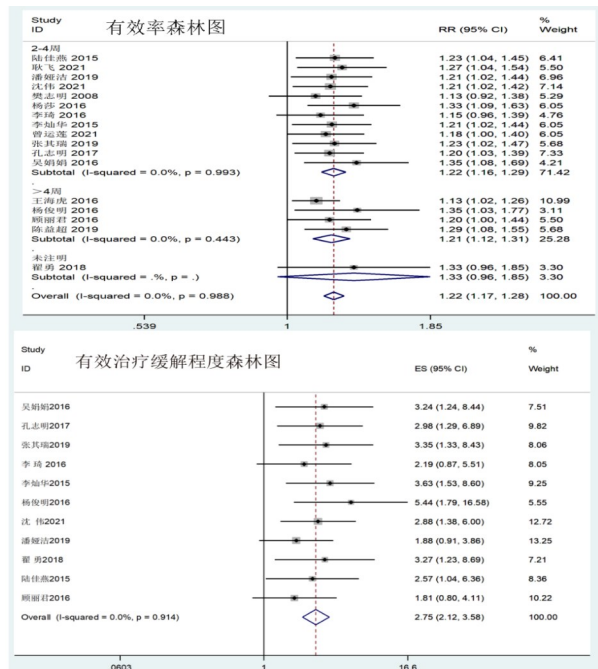 Study %
ID 有效率森林图 RR (95% CI) Weight
2-4周
陆佳燕 2015 1.23 (1.04, 1.45) 6.41
耿飞 2021 1.27 (1.04, 1.54) 5.50
潘娅洁 2019 1.21 (1.02, 1.44) 6.96
沈伟 2021 1.21 (1.02, 1.42) 7.14
樊志明 2008 1.13 (0.92, 1.38) 5.29
杨莎 2016 1.33 (1.09, 1.63) 6.05
李琦 2016 1.15 (0.96, 1.39) 4.76
李灿华 2015 1.21 (1.02, 1.44) 6.05
曾运莲 2021 1.18 (1.00, 1.40) 6.05
张其瑞 2019 1.23 (1.02, 1.47) 5.68
孔志明 2017 1.20 (1.03, 1.39) 7.33
吴娟娟 2016 1.35 (1.08, 1.69) 4.21
Subtotal (I-squared = 0.0%, p = 0.993) 1.22 (1.16, 1.29) 71.42
.
>4周
王海虎 2016 1.13 (1.02, 1.26) 10.99
杨俊明 2016 1.35 (1.03, 1.77) 3.11
顾丽君 2016 1.20 (1.00, 1.44) 5.50
陈益超 2019 1.29 (1.08, 1.55) 5.68
Subtotal (I-squared = 0.0%, p = 0.443) 1.21 (1.12, 1.31) 25.28
.
未注明
翟勇 2018 1.33 (0.96, 1.85) 3.30
Subtotal (I-squared = .%, p = .) 1.33 (0.96, 1.85) 3.30
.
Overall (I-squared = 0.0%, p = 0.988) 1.22 (1.17, 1.28) 100.00
.539 1 1.85
Study %
ID 有效治疗缓解程度森林图 ES (95% CI) Weight
吴娟娟2016 3.24 (1.24, 8.44) 7.51
孔志明2017 2.98 (1.29, 6.89) 9.82
张其瑞2019 3.35 (1.33, 8.43) 8.06
李 琦 2016 2.19 (0.87, 5.51) 8.05
李灿华2015 3.63 (1.53, 8.60) 9.25
杨俊明2016 5.44 (1.79, 16.58) 5.55
沈 伟2021 2.88 (1.38, 6.00) 12.72
潘娅洁2019 1.88 (0.91, 3.86) 13.25
翟 勇2018 3.27 (1.23, 8.69) 7.21
陆佳燕2015 2.57 (1.04, 6.36) 8.36
顾丽君2016 1.81 (0.80, 4.11) 10.22
Overall (I-squared = 0.0%, p = 0.914) 2.75 (2.12, 3.58) 100.00
.0603 1 16.6